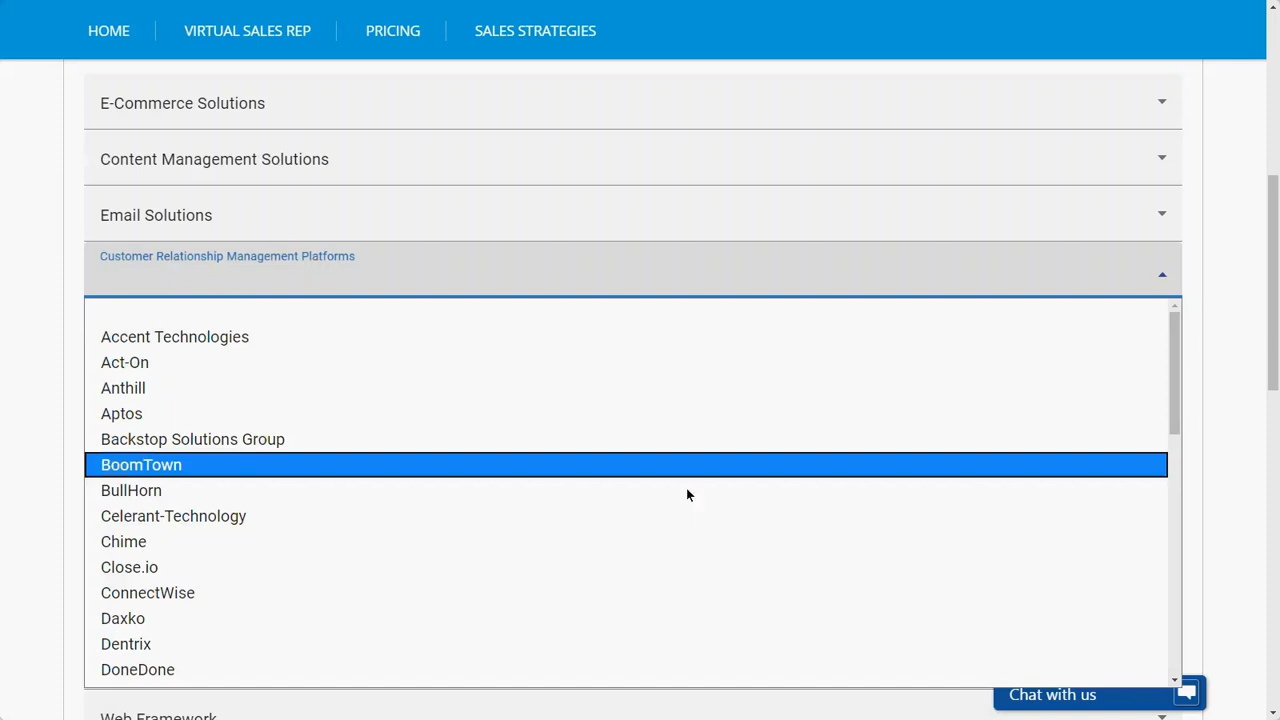 HOME
VIRTUAL SALES REP
PRICING
SALES STRATEGIES
E-Commerce Solutions
Content Management Solutions
Email Solutions
Customer Relationship Management Platforms
Accent Technologies
Act-On
Anthill
Aptos
Backstop Solutions Group
BoomTown
BullHorn
Celerant-Technology
Chime
Close.io
ConnectWise
Daxko
Dentrix
DoneDone
Chat with us
Web Framework